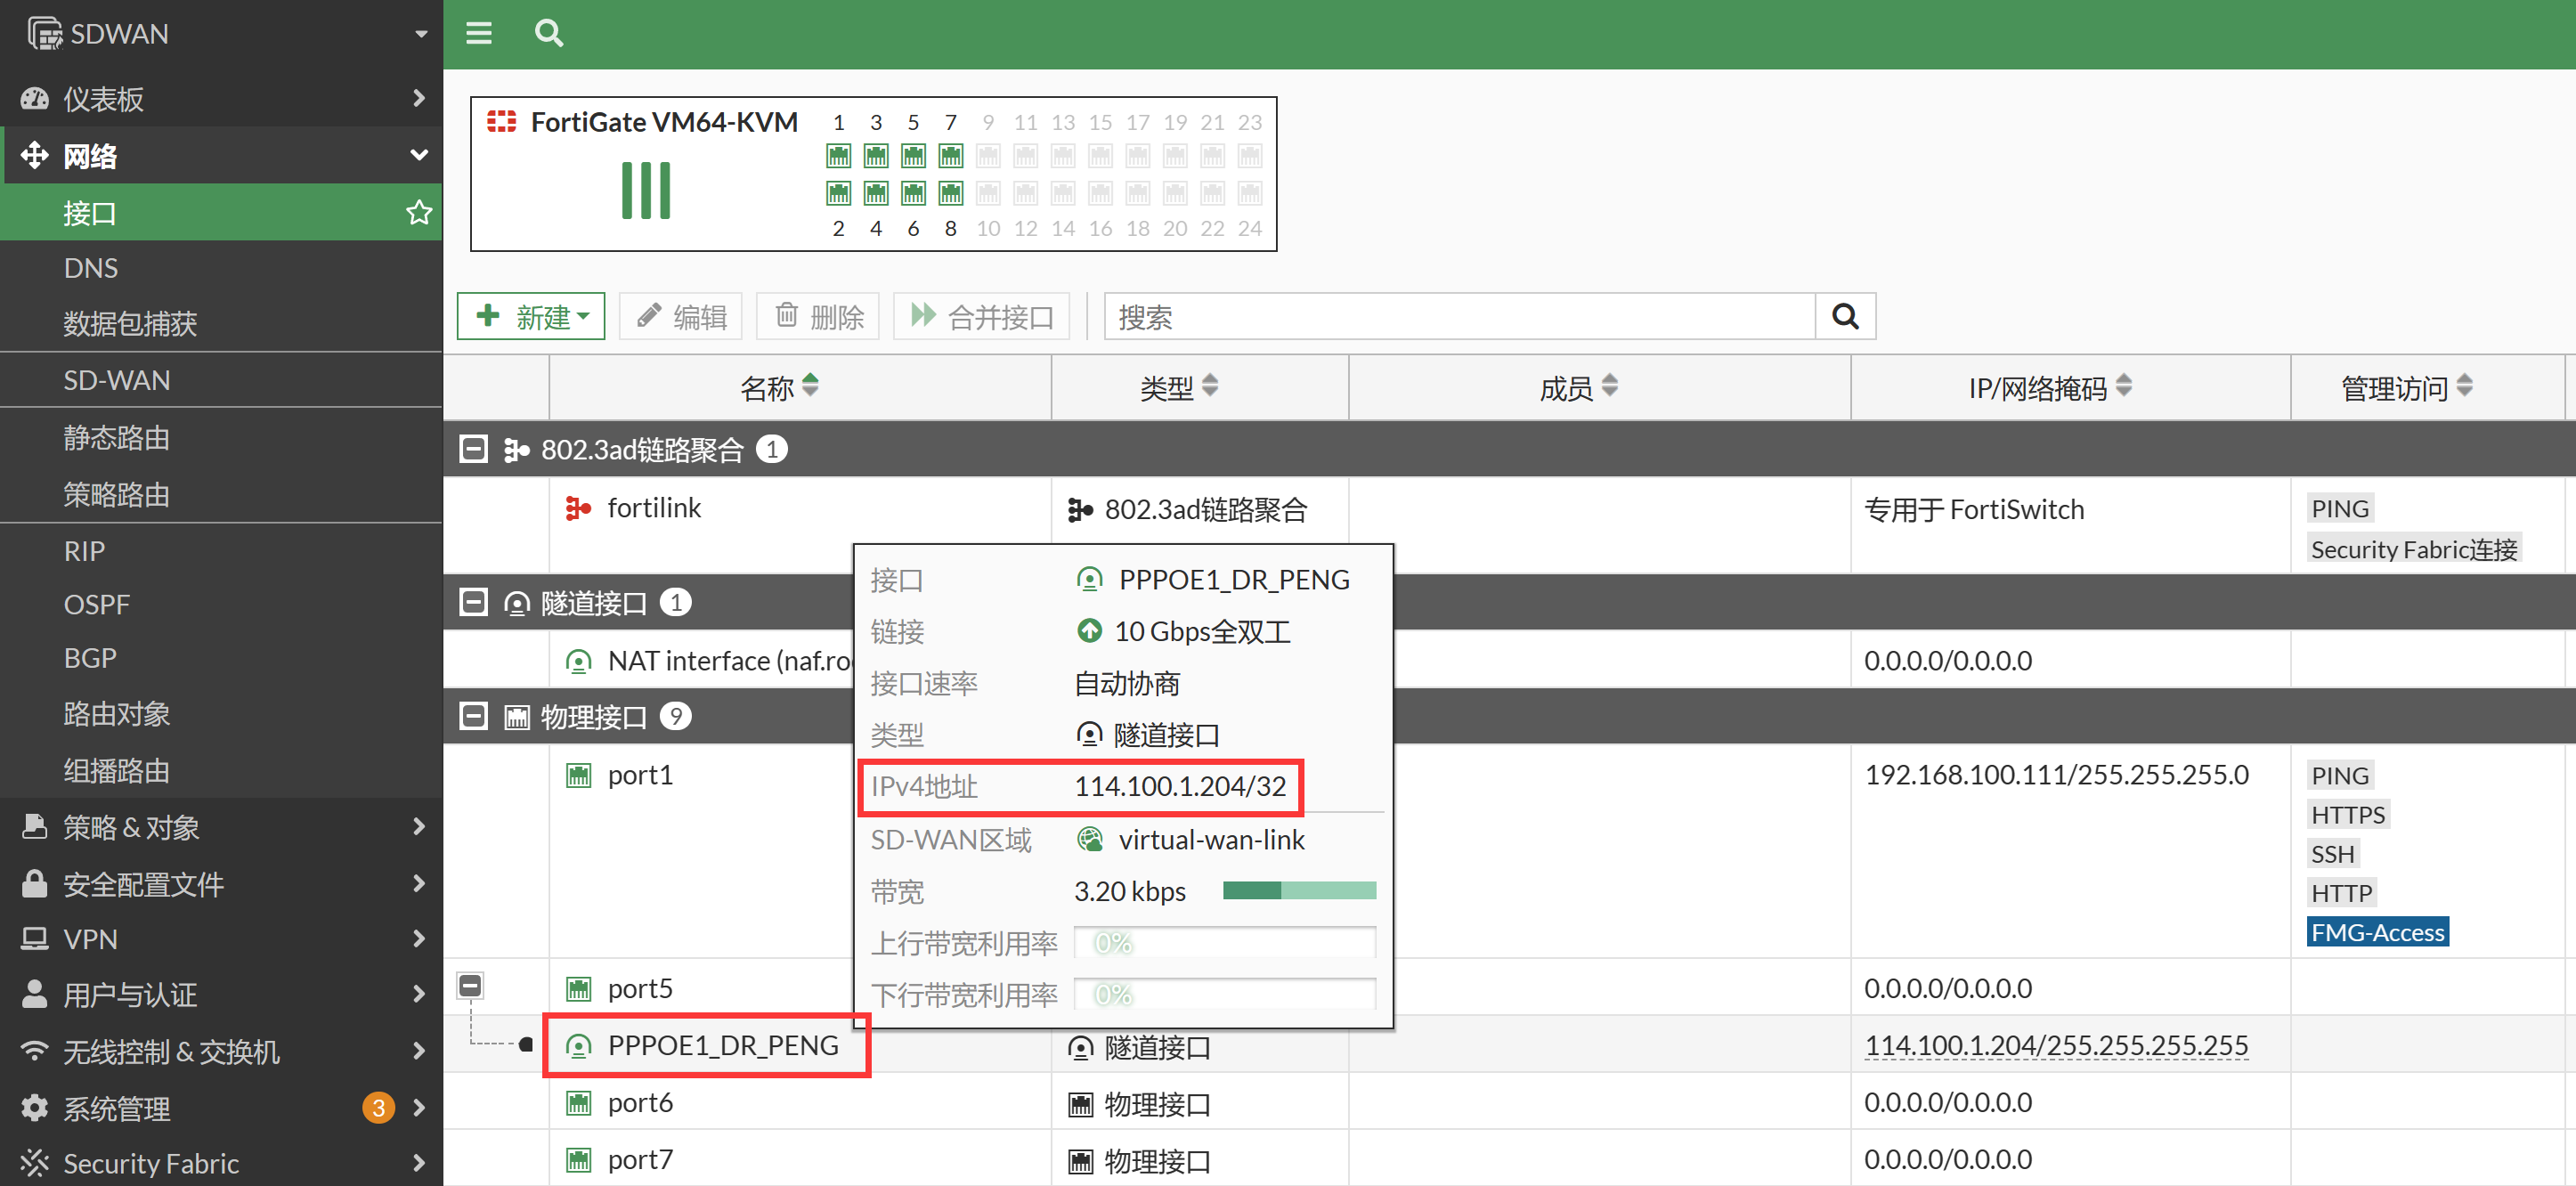 SDWAN
仪表板
网络
接口
DNS
数据包捕获
SD-WAN
静态路由
策略路由
RIP
OSPF
BGP
路由对象
组播路由
策略 & 对象
安全配置文件
VPN
用户与认证
无线控制 & 交换机
系统管理 3
Security Fabric
FortiGate VM64-KVM
1 3 5 7 9 11 13 15 17 19 21 23
2 4 6 8 10 12 14 16 18 20 22 24
新建 编辑 删除 合并接口 搜索
名称 类型 成员 IP/网络掩码 管理访问
802.3ad链路聚合 1
fortilink 802.3ad链路聚合 专用于 FortiSwitch PING
Security Fabric连接
隧道接口 1
NAT interface (naf.ro 0.0.0.0/0.0.0.0
物理接口 9
port1 192.168.100.111/255.255.255.0 PING
HTTPS
SSH
HTTP
FMG-Access
port5 0.0.0.0/0.0.0.0
PPPOE1_DR_PENG 隧道接口 114.100.1.204/255.255.255.255
port6 物理接口 0.0.0.0/0.0.0.0
port7 物理接口 0.0.0.0/0.0.0.0
接口 PPPOE1_DR_PENG
链接 10 Gbps全双工
接口速率 自动协商
类型 隧道接口
IPv4地址 114.100.1.204/32
SD-WAN区域 virtual-wan-link
带宽 3.20 kbps
上行带宽利用率 0%
下行带宽利用率 0%